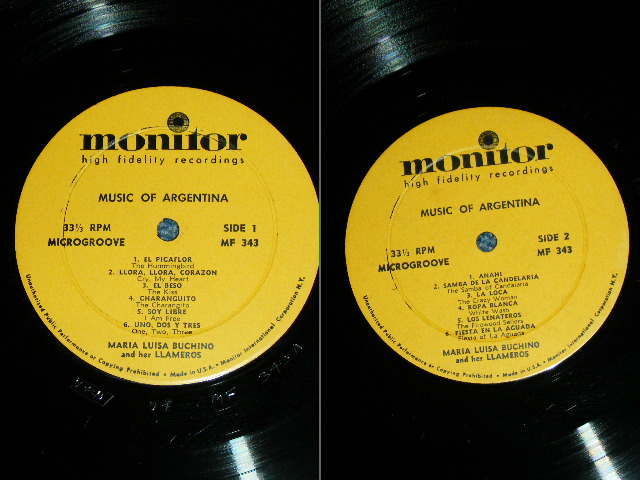 monitor
high fidelity recordings
MUSIC OF ARGENTINA
33⅓ RPM
MICROGROOVE
SIDE 1
MF 343
1. EL PICAFLOR
The Hummingbird
2. LLORA, LLORA, CORAZON
Cry, My Heart
3. EL BESO
The Kiss
4. CHARANGUITO
The Charangito
5. SOY LIBRE
I Am Free
6. UNO, DOS Y TRES
One, Two, Three
MARIA LUISA BUCHINO
and her LLAMEROS
Unauthorized Public Performance or Copying Prohibited • Made in U.S.A. • Monitor International Corporation N.Y.
monitor
high fidelity recordings
MUSIC OF ARGENTINA
33⅓ RPM
MICROGROOVE
SIDE 2
MF 343
1. ANAHI
2. SAMBA DE LA CANDELARIA
The Samba of Candalaria
3. LA LOCA
The Crazy Woman
4. ROPA BLANCA
White Wash
5. LOS LENATEROS
The Firewood Sellers
6. FIESTA EN LA AGUADA
Fiesta at La Aguada
MARIA LUISA BUCHINO
and her LLAMEROS
Unauthorized Public Performance or Copying Prohibited • Made in U.S.A. • Monitor International Corporation N.Y.